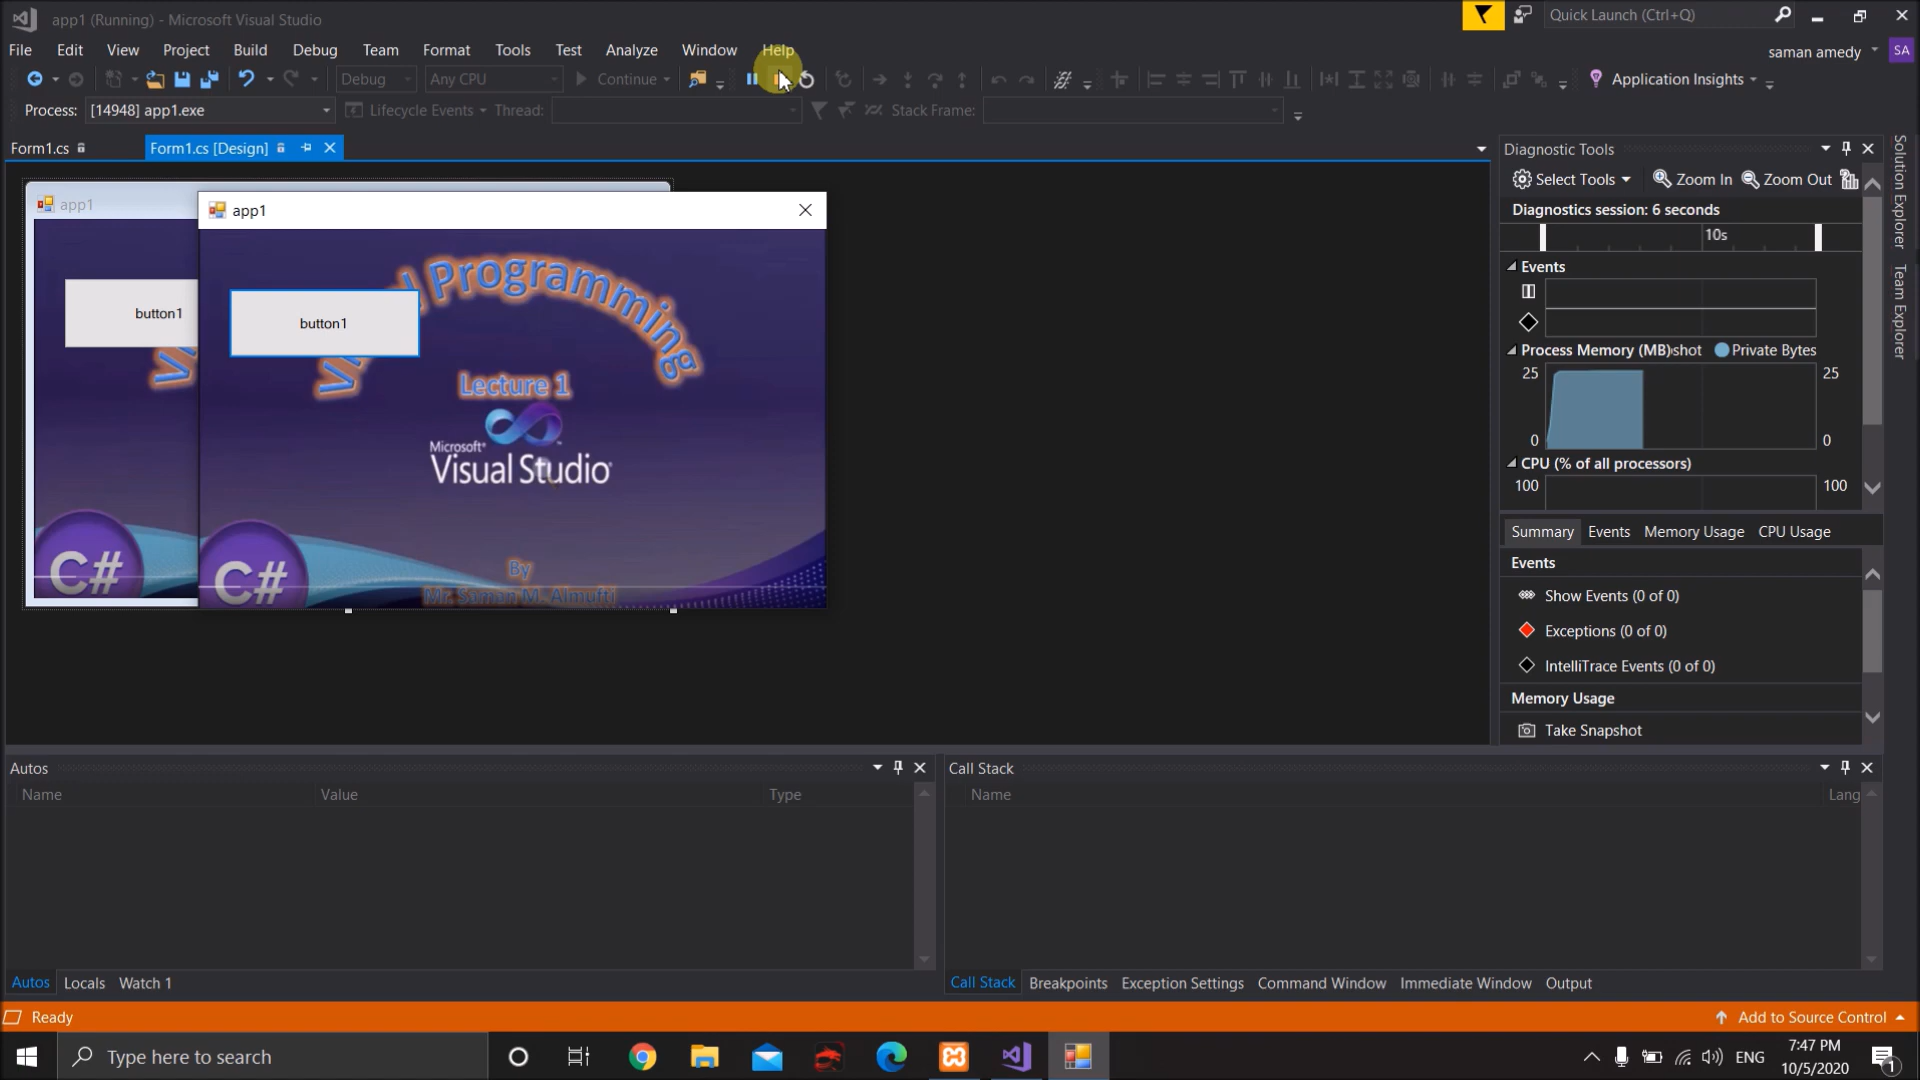 app1 (Running) - Microsoft Visual Studio
Quick Launch (Ctrl+Q)
File Edit View Project Build Debug Team Format Tools Test Analyze Window Help
saman amedy SA
Debug Any CPU Continue Application Insights
Process: [14948] app1.exe Lifecycle Events Thread: Stack Frame:
Form1.cs Form1.cs [Design]
app1
button1
app1
button1
Programming
Lecture 1
Microsoft
Visual Studio
C#
C#
By
Mr. Saman M. Almufti
Diagnostic Tools
Select Tools Zoom In Zoom Out
Diagnostics session: 6 seconds
10s
Events
Process Memory (MB)shot Private Bytes
25 25
0 0
CPU (% of all processors)
100 100
Summary Events Memory Usage CPU Usage
Events
Show Events (0 of 0)
Exceptions (0 of 0)
IntelliTrace Events (0 of 0)
Memory Usage
Take Snapshot
Solution Explorer
Team Explorer
Autos
Name Value Type
Autos Locals Watch 1
Call Stack
Name Lang
Call Stack Breakpoints Exception Settings Command Window Immediate Window Output
Ready
Add to Source Control
Type here to search
ENG
7:47 PM
10/5/2020
1